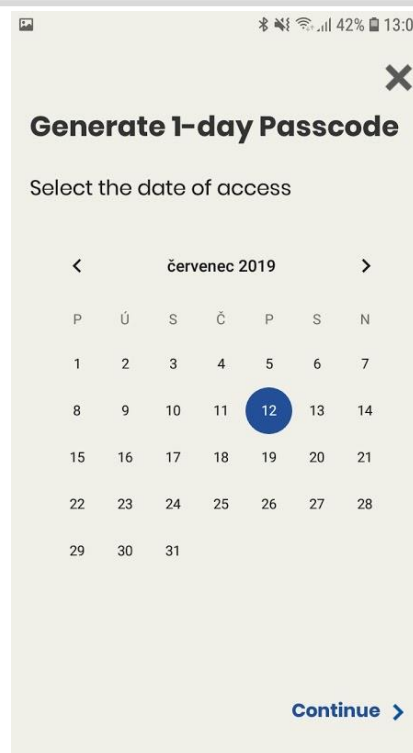 42% 13:0
Generate 1-day Passcode
Select the date of access
červenec 2019
P Ú S Č P S N
1 2 3 4 5 6 7
8 9 10 11 12 13 14
15 16 17 18 19 20 21
22 23 24 25 26 27 28
29 30 31
Continue